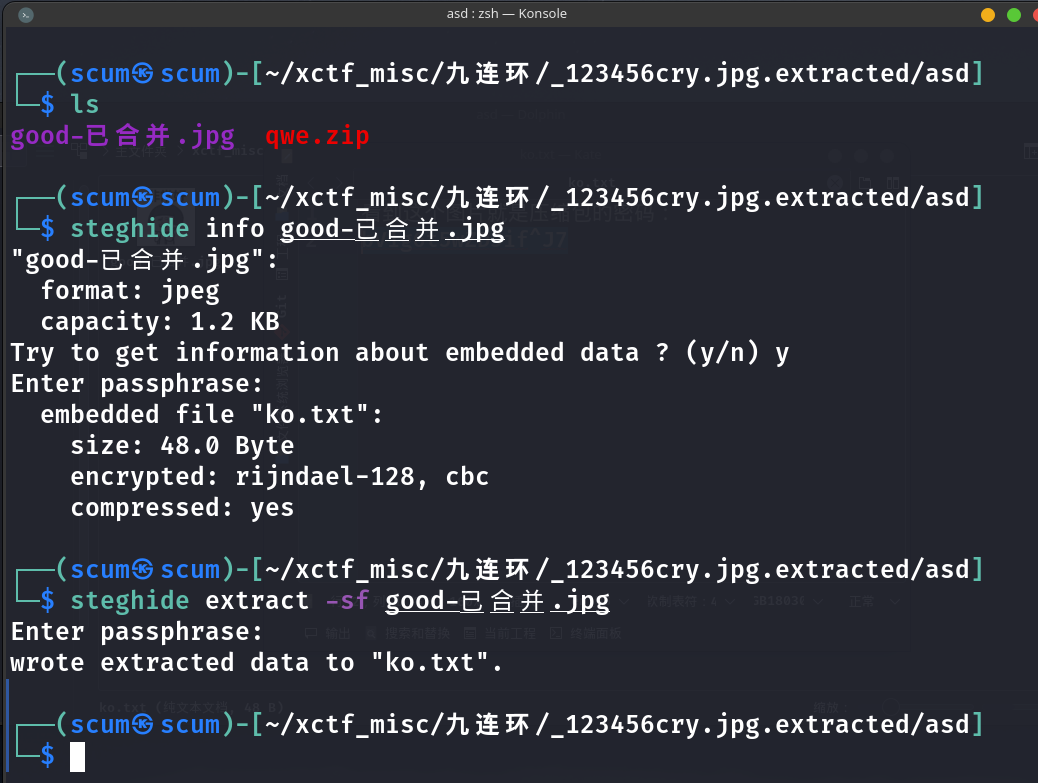 asd : zsh — Konsole
┌──(scum㉿scum)-[~/xctf_misc/九连环/_123456cry.jpg.extracted/asd]
└─$ ls
good-已合并.jpg  qwe.zip
┌──(scum㉿scum)-[~/xctf_misc/九连环/_123456cry.jpg.extracted/asd]
└─$ steghide info good-已合并.jpg
"good-已合并.jpg":
  format: jpeg
  capacity: 1.2 KB
Try to get information about embedded data ? (y/n) y
Enter passphrase:
  embedded file "ko.txt":
    size: 48.0 Byte
    encrypted: rijndael-128, cbc
    compressed: yes
┌──(scum㉿scum)-[~/xctf_misc/九连环/_123456cry.jpg.extracted/asd]
└─$ steghide extract -sf good-已合并.jpg
Enter passphrase:
wrote extracted data to "ko.txt".
┌──(scum㉿scum)-[~/xctf_misc/九连环/_123456cry.jpg.extracted/asd]
└─$